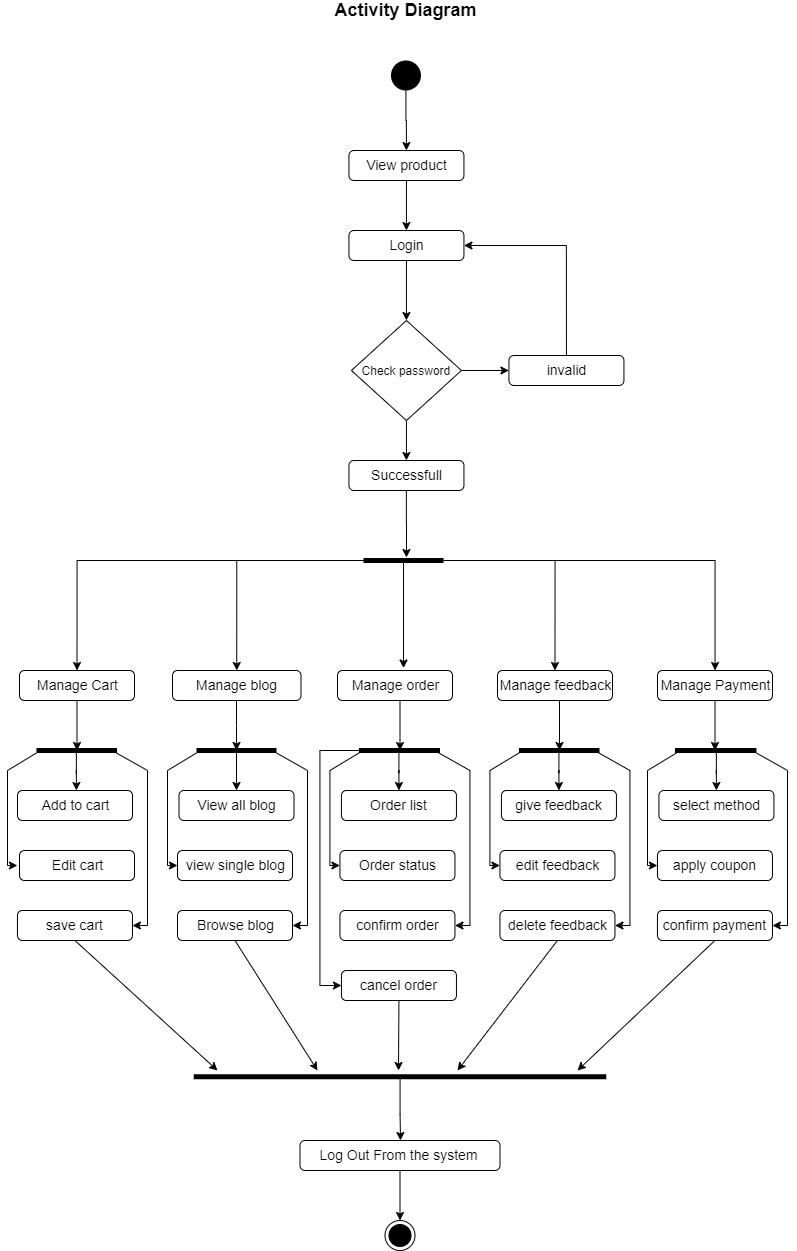 Activity Diagram
View product
Login
Check password
invalid
Successfull
Manage Cart
Manage blog
Manage order
Manage feedback
Manage Payment
Add to cart
View all blog
Order list
give feedback
select method
Edit cart
view single blog
Order status
edit feedback
apply coupon
save cart
Browse blog
confirm order
delete feedback
confirm payment
cancel order
Log Out From the system